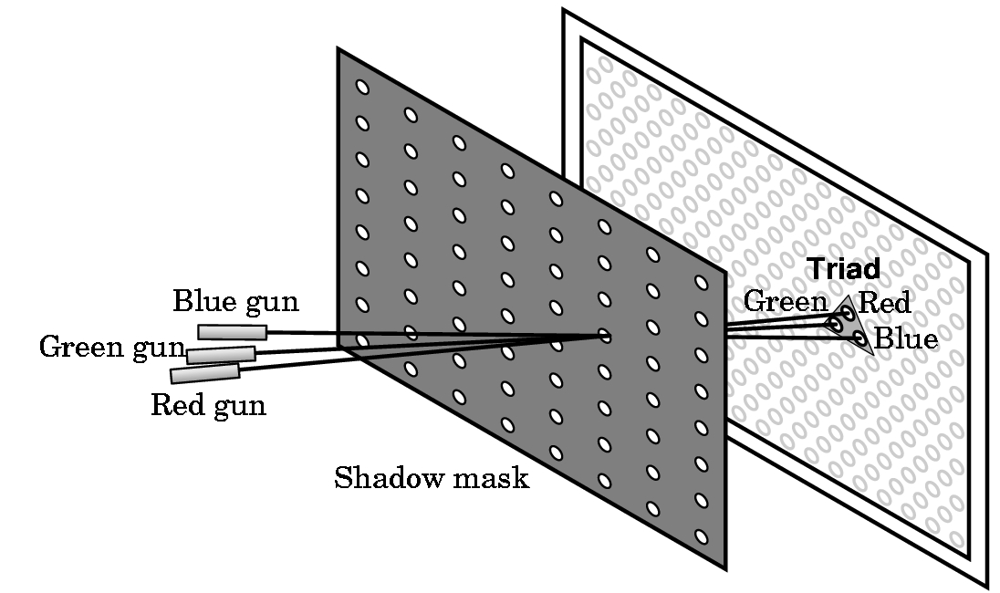 Triad
Green Red
Blue
Blue gun
Green gun
Red gun
Shadow mask